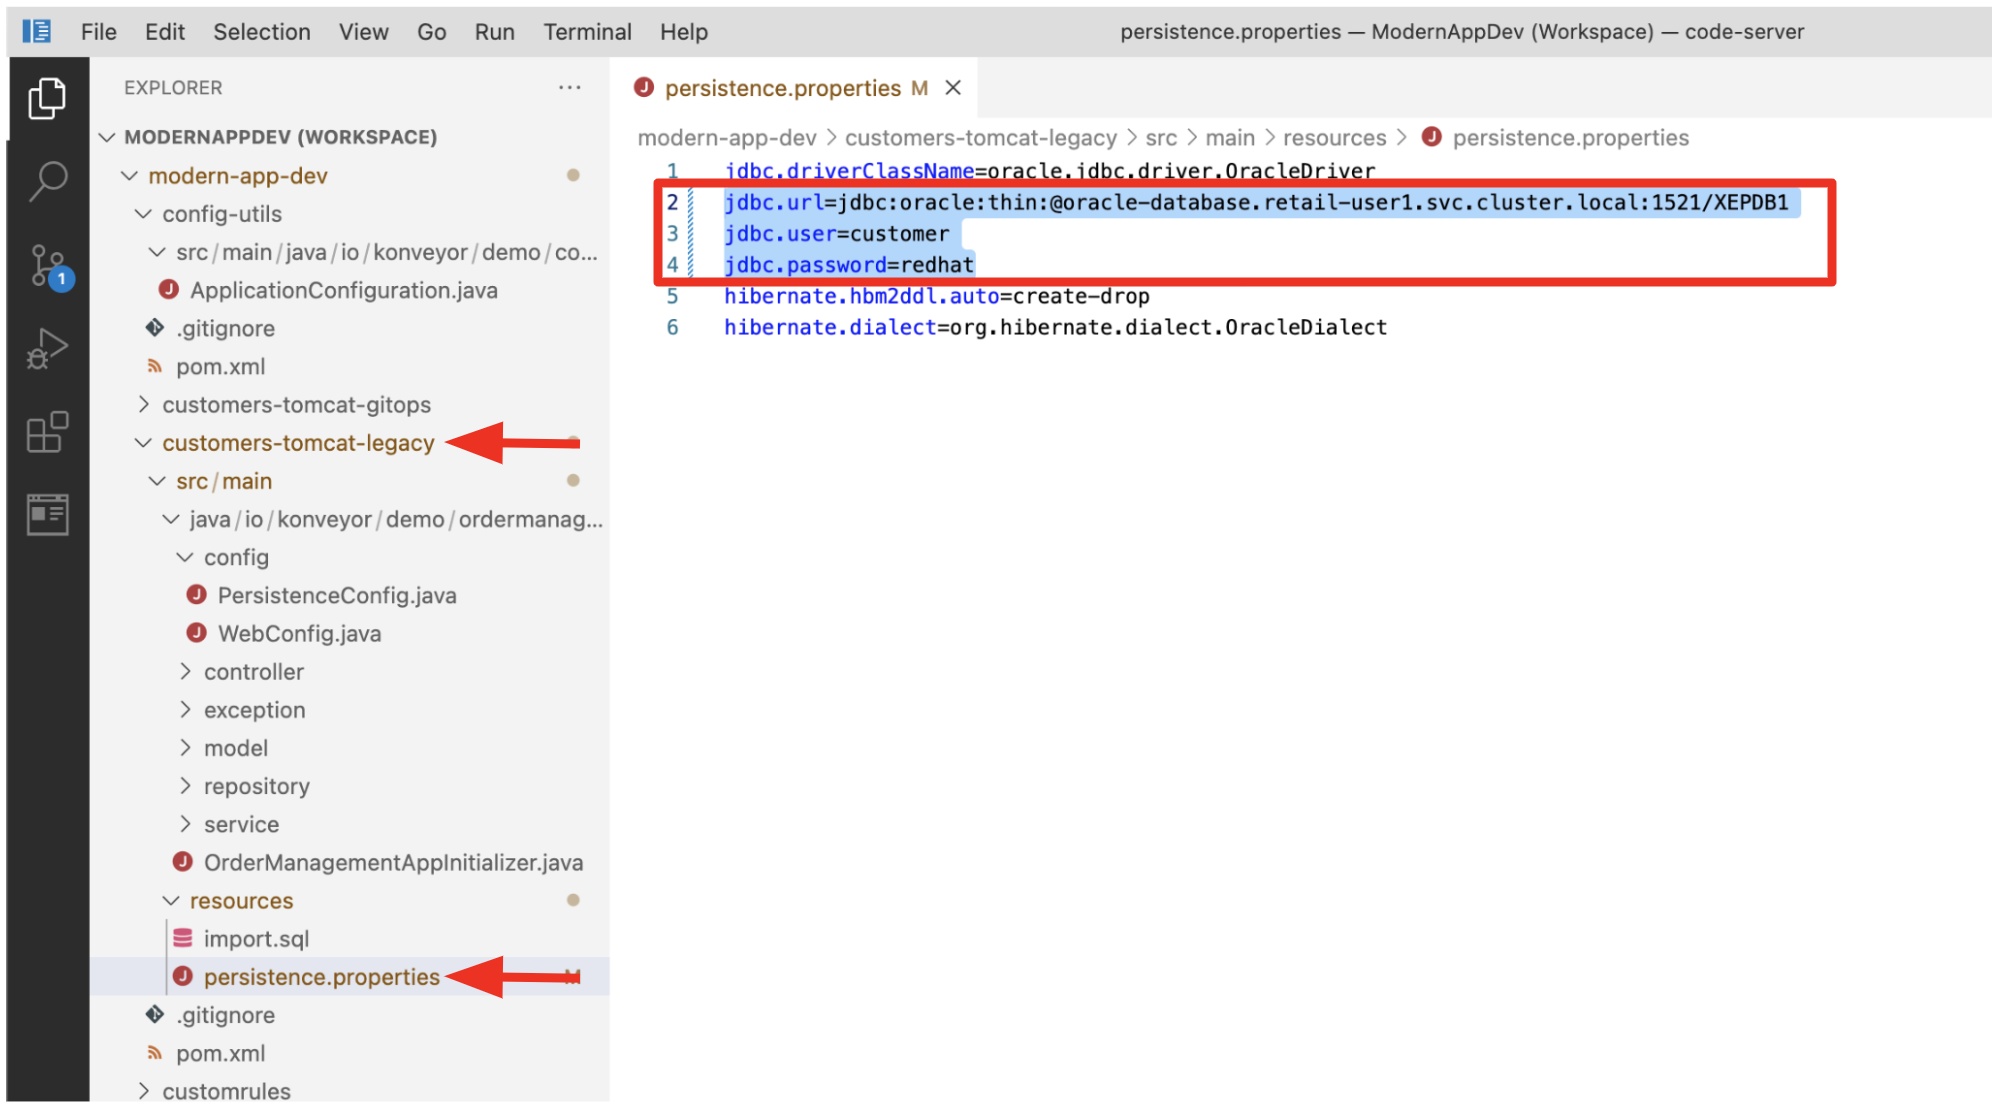 File Edit Selection View Go Run Terminal Help persistence.properties — ModernAppDev (Workspace) — code-server
EXPLORER ...
MODERNAPPDEV (WORKSPACE)
modern-app-dev
config-utils
src/main/java/io/konveyor/demo/co...
ApplicationConfiguration.java
.gitignore
pom.xml
customers-tomcat-gitops
customers-tomcat-legacy
src/main
java/io/konveyor/demo/ordermanag...
config
PersistenceConfig.java
WebConfig.java
controller
exception
model
repository
service
OrderManagementAppInitializer.java
resources
import.sql
persistence.properties M
.gitignore
pom.xml
customrules
1
J persistence.properties M
modern-app-dev > customers-tomcat-legacy > src > main > resources > J persistence.properties
1 jdbc.driverClassName=oracle.jdbc.driver.OracleDriver
2 jdbc.url=jdbc:oracle:thin:@oracle-database.retail-user1.svc.cluster.local:1521/XEPDB1
3 jdbc.user=customer
4 jdbc.password=redhat
5 hibernate.hbm2ddl.auto=create-drop
6 hibernate.dialect=org.hibernate.dialect.OracleDialect